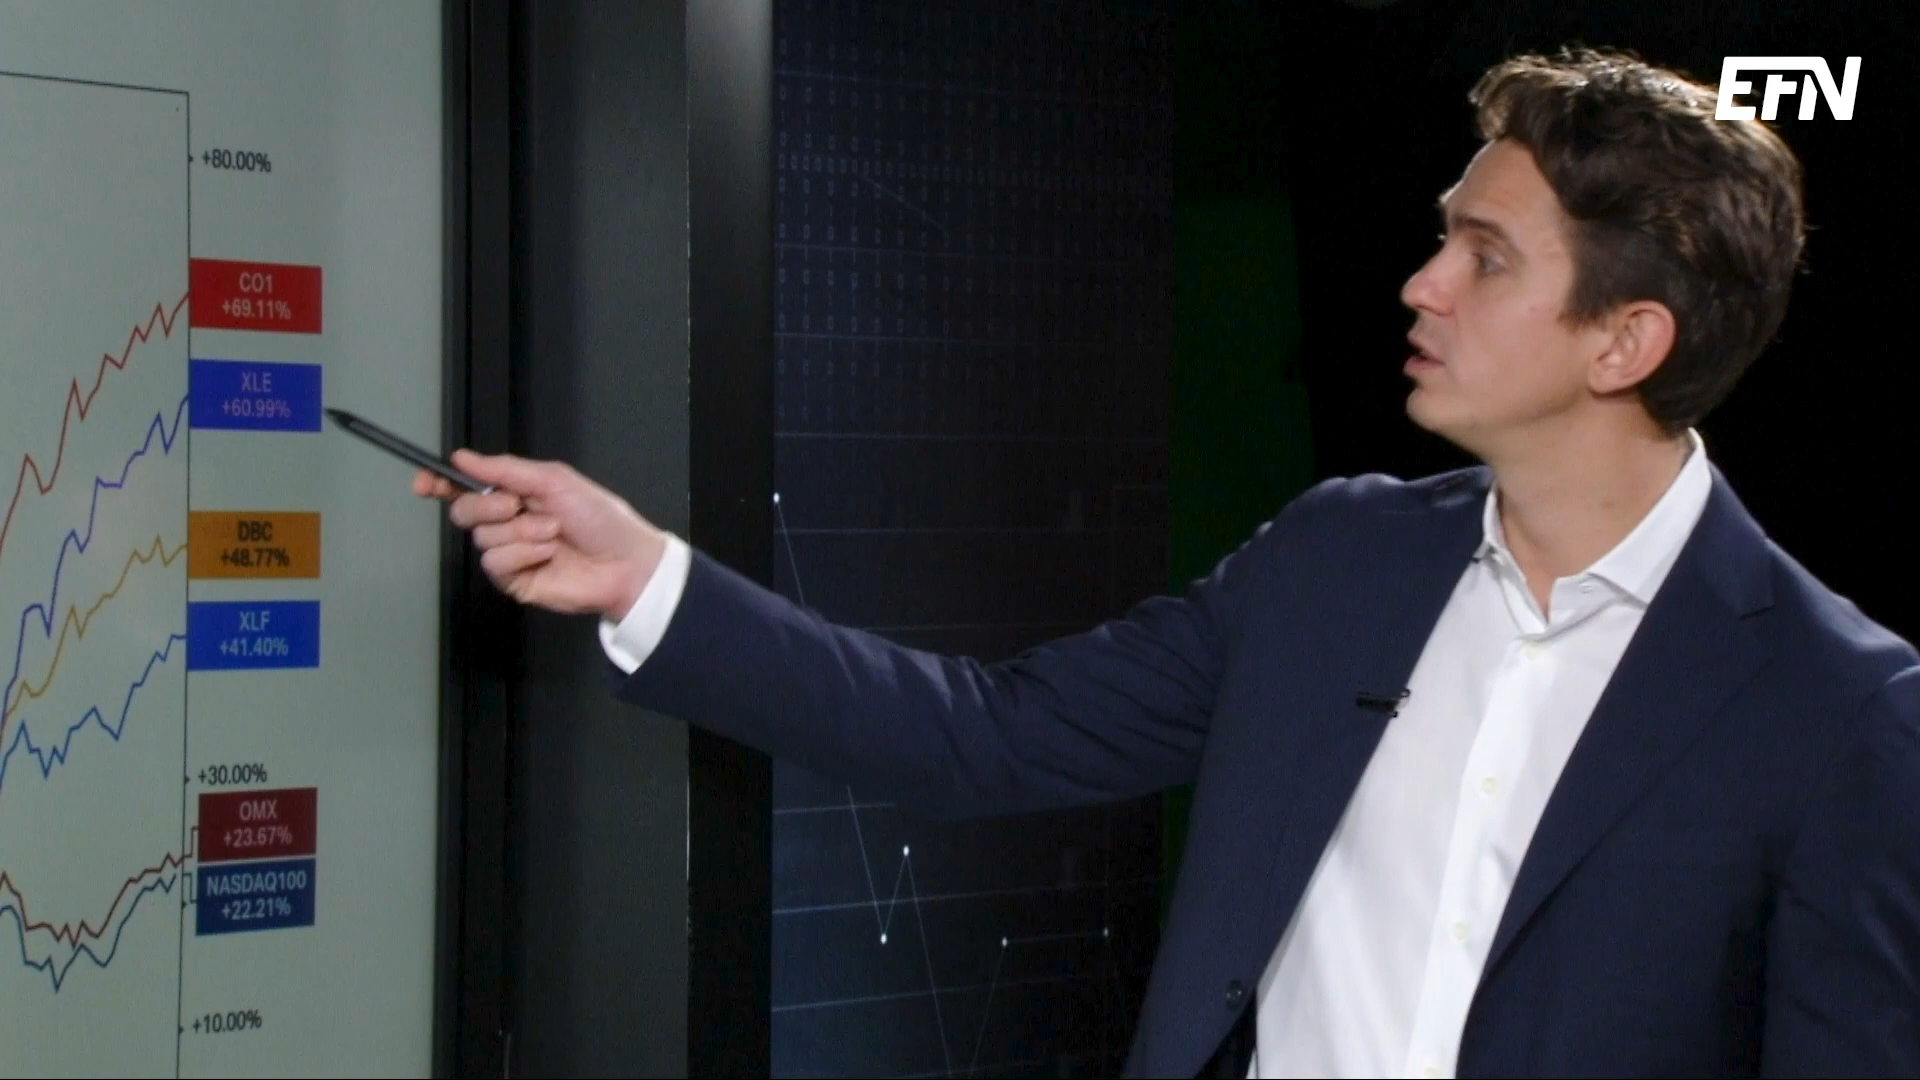 EFN
+80.00%
CO1
+69.11%
XLE
+60.99%
DBC
+48.77%
XLF
+41.40%
+30.00%
OMX
+23.67%
NASDAQ100
+22.21%
+10.00%